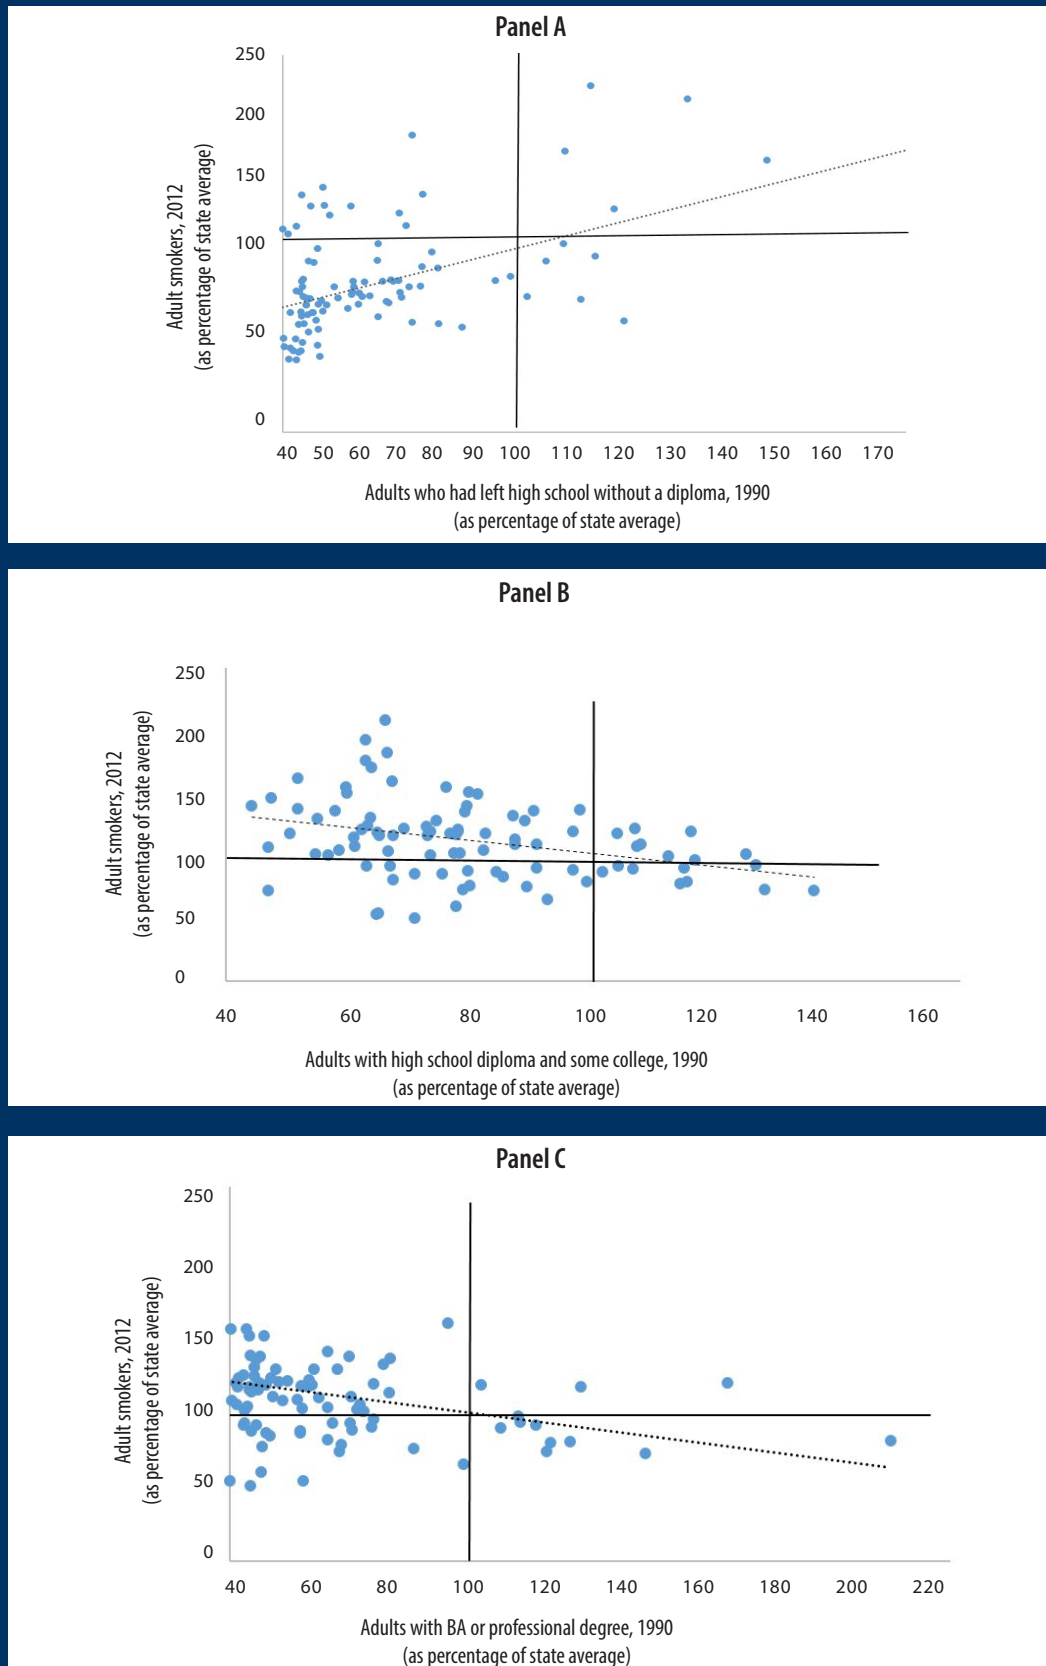 Panel A
250
200
150
100
50
0
Adult smokers, 2012
(as percentage of state average)
40 50 60 70 80 90 100 110 120 130 140 150 160 170
Adults who had left high school without a diploma, 1990
(as percentage of state average)
Panel B
250
200
150
100
50
0
Adult smokers, 2012
(as percentage of state average)
40 60 80 100 120 140 160
Adults with high school diploma and some college, 1990
(as percentage of state average)
Panel C
250
200
150
100
50
0
Adult smokers, 2012
(as percentage of state average)
40 60 80 100 120 140 160 180 200 220
Adults with BA or professional degree, 1990
(as percentage of state average)